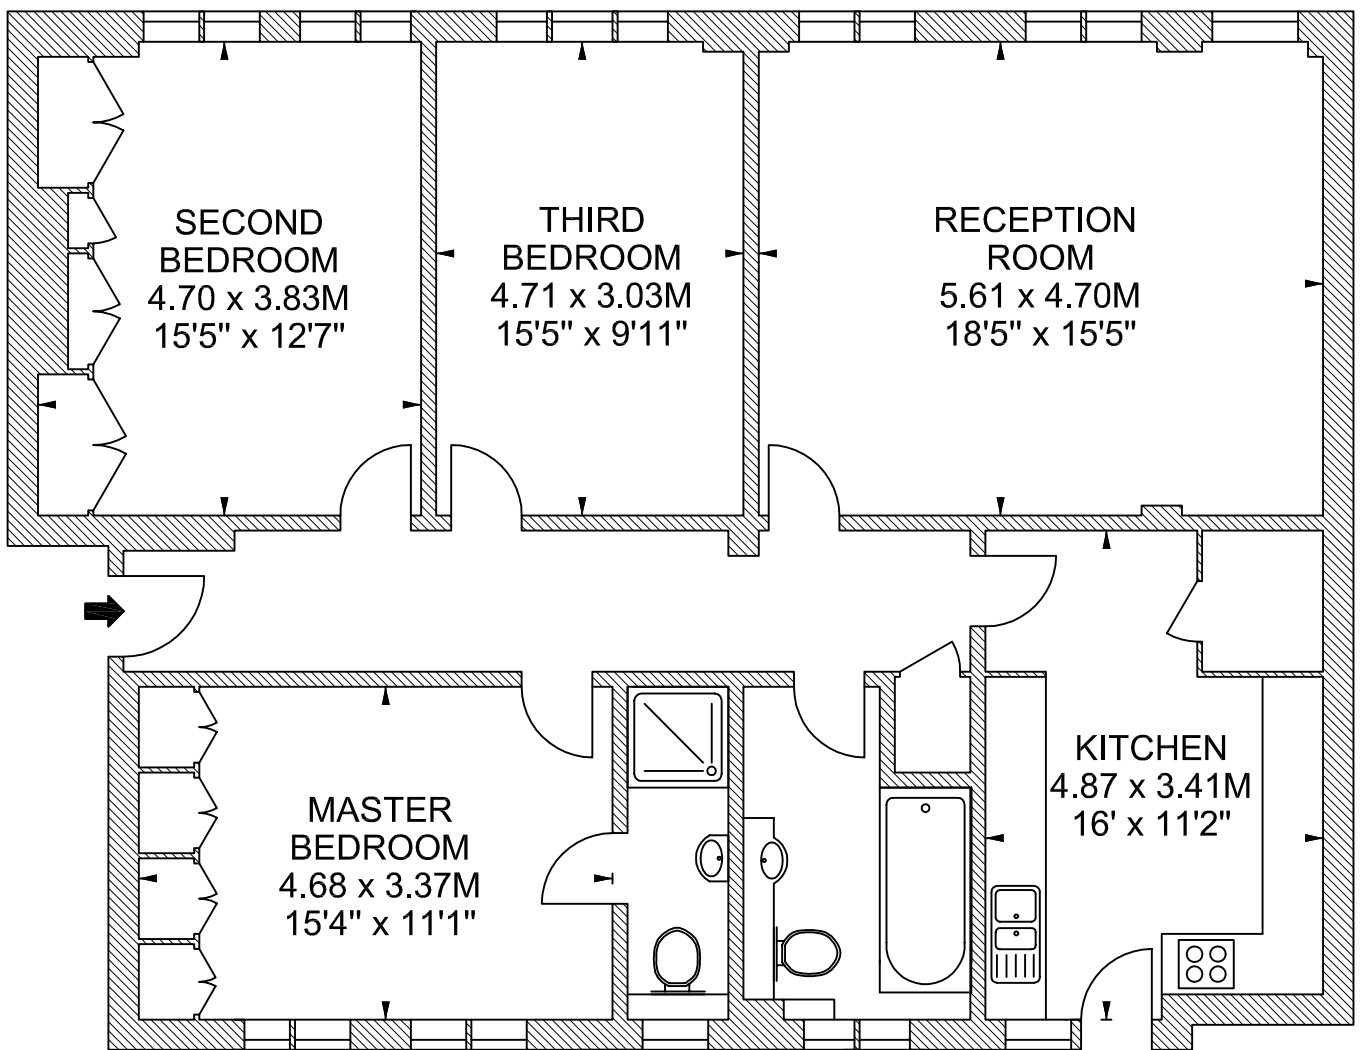 SECOND
BEDROOM
4.70 x 3.83M
15'5" x 12'7"
THIRD
BEDROOM
4.71 x 3.03M
15'5" x 9'11"
RECEPTION
ROOM
5.61 x 4.70M
18'5" x 15'5"
MASTER
BEDROOM
4.68 x 3.37M
15'4" x 11'1"
KITCHEN
4.87 x 3.41M
16' x 11'2"